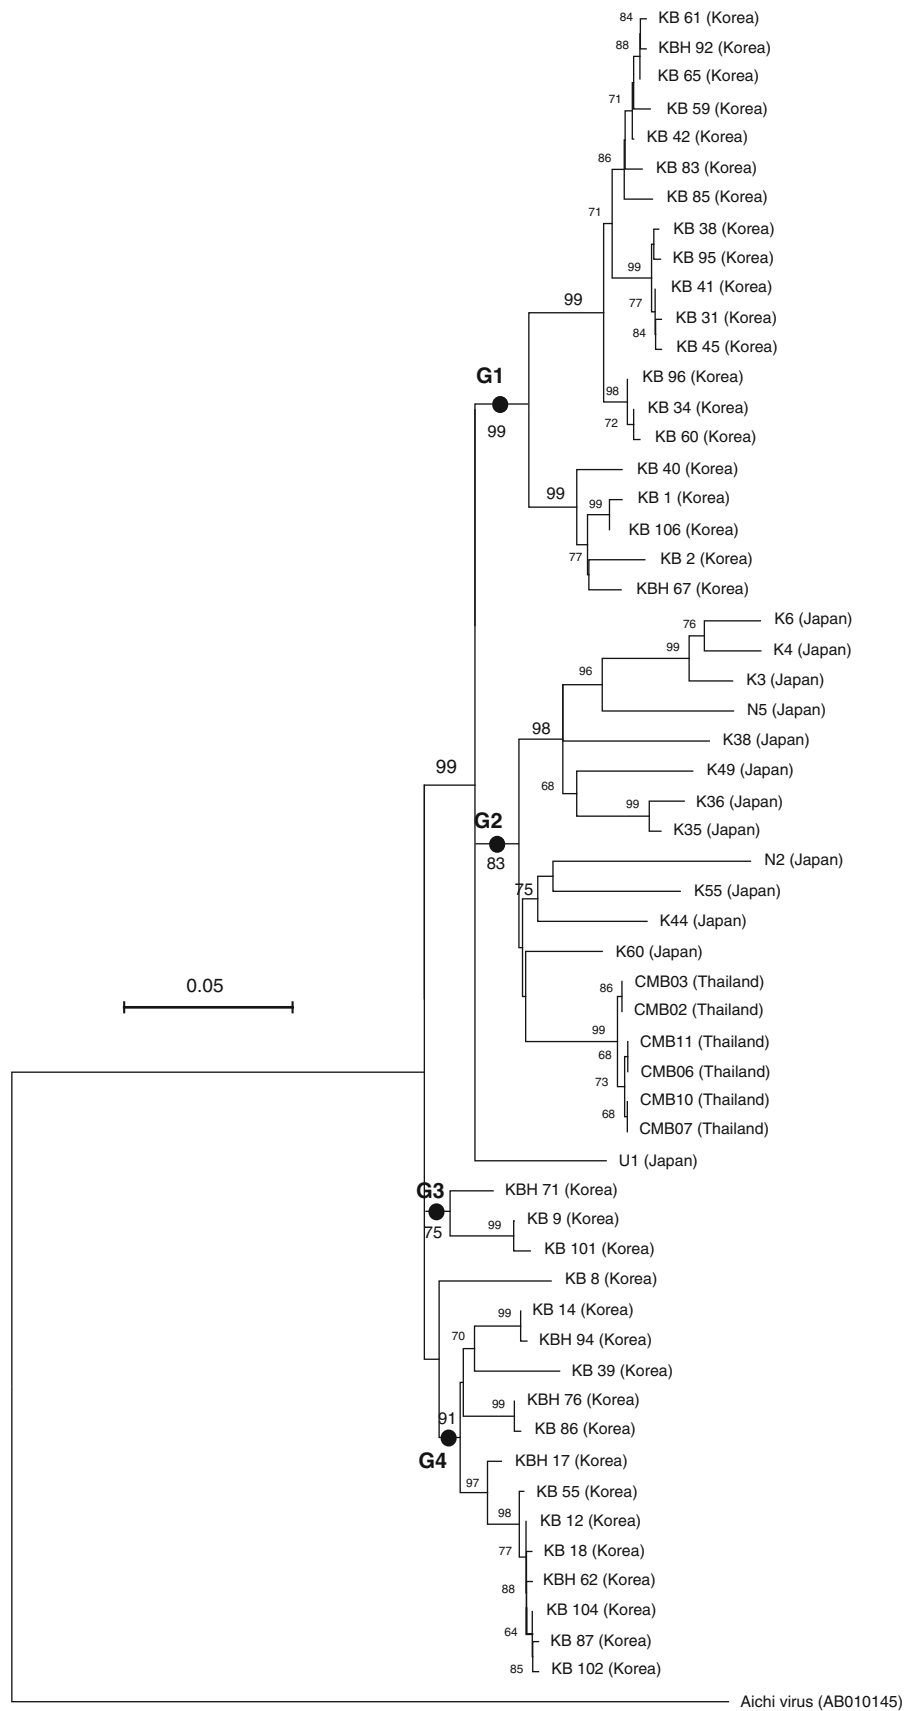 84
KB 61 (Korea)
88
KBH 92 (Korea)
KB 65 (Korea)
71
KB 59 (Korea)
KB 42 (Korea)
86
KB 83 (Korea)
KB 85 (Korea)
71
KB 38 (Korea)
KB 95 (Korea)
99
KB 41 (Korea)
99
77
KB 31 (Korea)
84
KB 45 (Korea)
G1
KB 96 (Korea)
98
KB 34 (Korea)
72
99
KB 60 (Korea)
KB 40 (Korea)
99
KB 1 (Korea)
99
KB 106 (Korea)
77
KB 2 (Korea)
KBH 67 (Korea)
K6 (Japan)
76
99
K4 (Japan)
96
K3 (Japan)
N5 (Japan)
98
K38 (Japan)
99
K49 (Japan)
68
K36 (Japan)
99
G2
K35 (Japan)
83
N2 (Japan)
75
K55 (Japan)
K44 (Japan)
K60 (Japan)
0.05
86
CMB03 (Thailand)
CMB02 (Thailand)
99
CMB11 (Thailand)
68
CMB06 (Thailand)
73
CMB10 (Thailand)
68
CMB07 (Thailand)
U1 (Japan)
G3
KBH 71 (Korea)
75
KB 9 (Korea)
99
KB 101 (Korea)
KB 8 (Korea)
99
KB 14 (Korea)
70
KBH 94 (Korea)
KB 39 (Korea)
99
KBH 76 (Korea)
91
KB 86 (Korea)
G4
KBH 17 (Korea)
97
KB 55 (Korea)
98
KB 12 (Korea)
77
KB 18 (Korea)
88
KBH 62 (Korea)
KB 104 (Korea)
64
KB 87 (Korea)
85
KB 102 (Korea)
Aichi virus (AB010145)